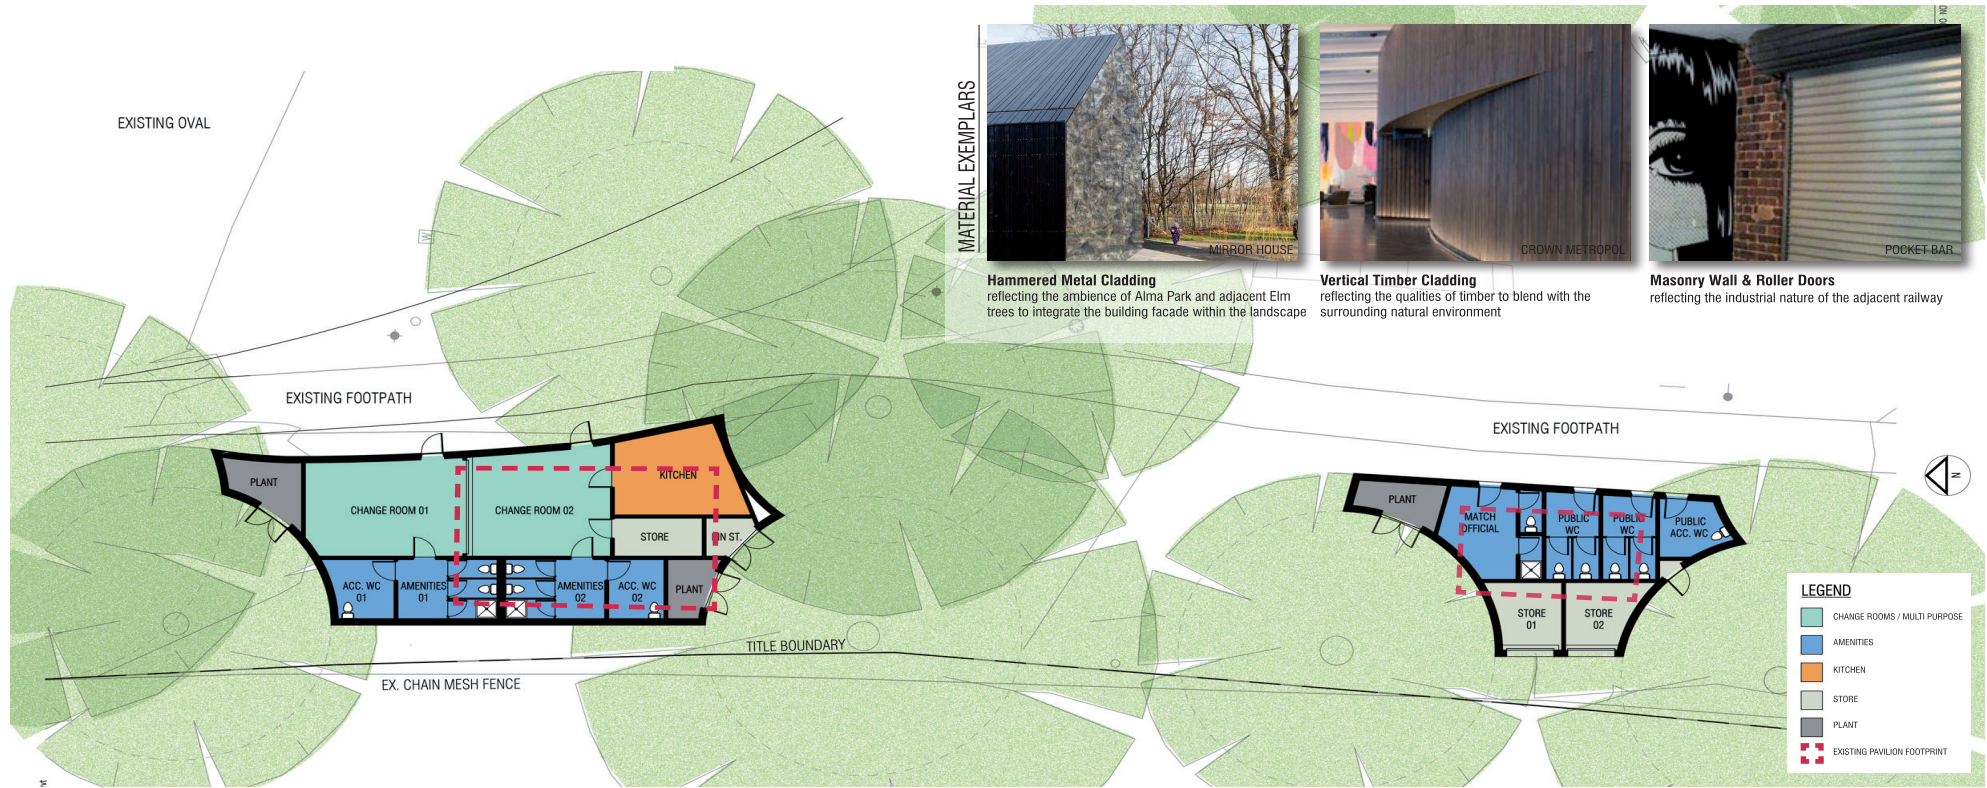 EXISTING OVAL
W
EXISTING FOOTPATH
MATERIAL EXEMPLARS
MIRROR HOUSE
CROWN METROPOL
POCKET BAR
Hammered Metal Cladding
reflecting the ambience of Alma Park and adjacent Elm
trees to integrate the building facade within the landscape
Vertical Timber Cladding
reflecting the qualities of timber to blend with the
surrounding natural environment
Masonry Wall & Roller Doors
reflecting the industrial nature of the adjacent railway
EXISTING FOOTPATH
N
PLANT
CHANGE ROOM 01
CHANGE ROOM 02
KITCHEN
STORE
BIN ST.
ACC. WC
01
AMENITIES
01
AMENITIES
02
ACC. WC
02
PLANT
PLANT
MATCH
OFFICIAL
PUBLIC
WC
PUBLIC
WC
PUBLIC
ACC. WC
STORE
01
STORE
02
TITLE BOUNDARY
EX. CHAIN MESH FENCE
LEGEND
CHANGE ROOMS / MULTI PURPOSE
AMENITIES
KITCHEN
STORE
PLANT
EXISTING PAVILION FOOTPRINT